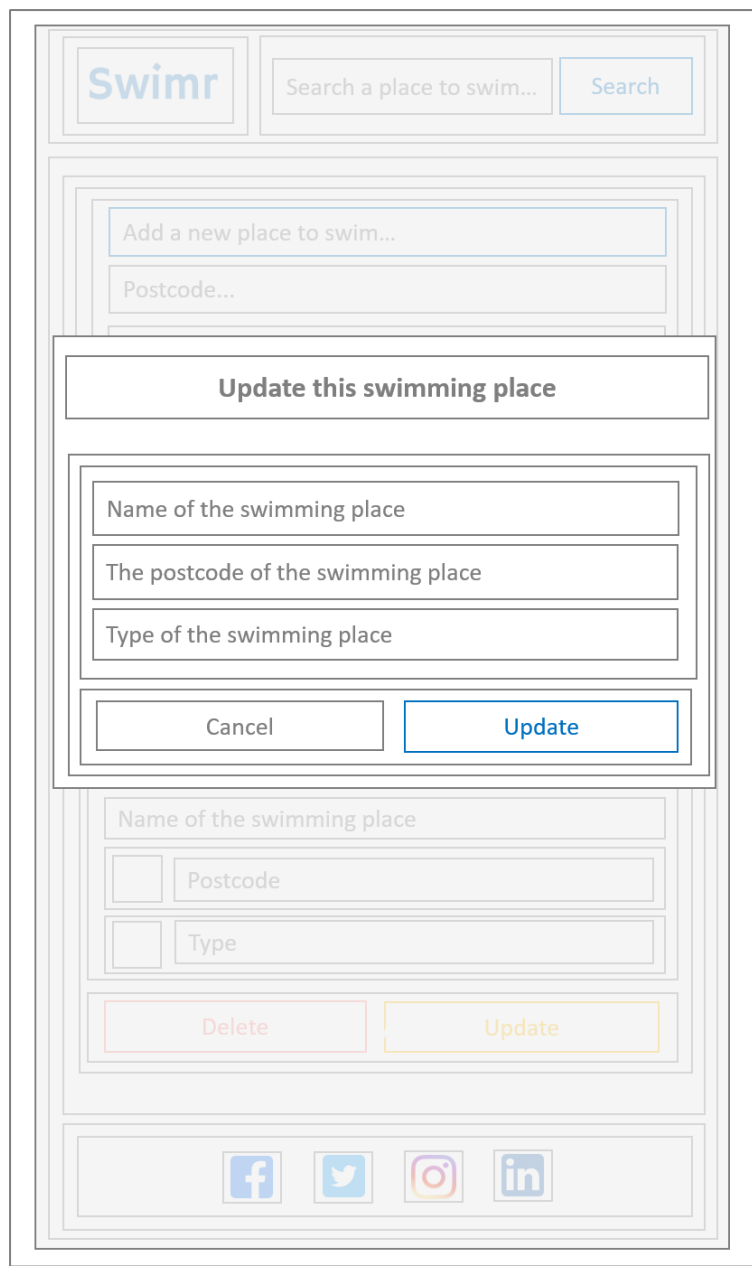 Swimr
Search a place to swim...
Search
Add a new place to swim...
Postcode...
Update this swimming place
Name of the swimming place
The postcode of the swimming place
Type of the swimming place
Cancel
Update
Name of the swimming place
Postcode
Type
Delete
Update